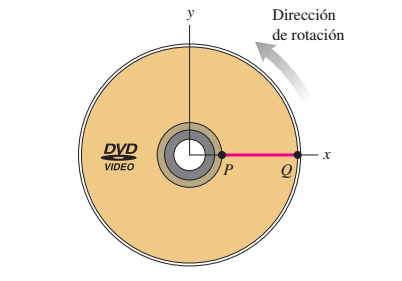 y
Dirección
de rotación
DVD
VIDEO
x
P
Q